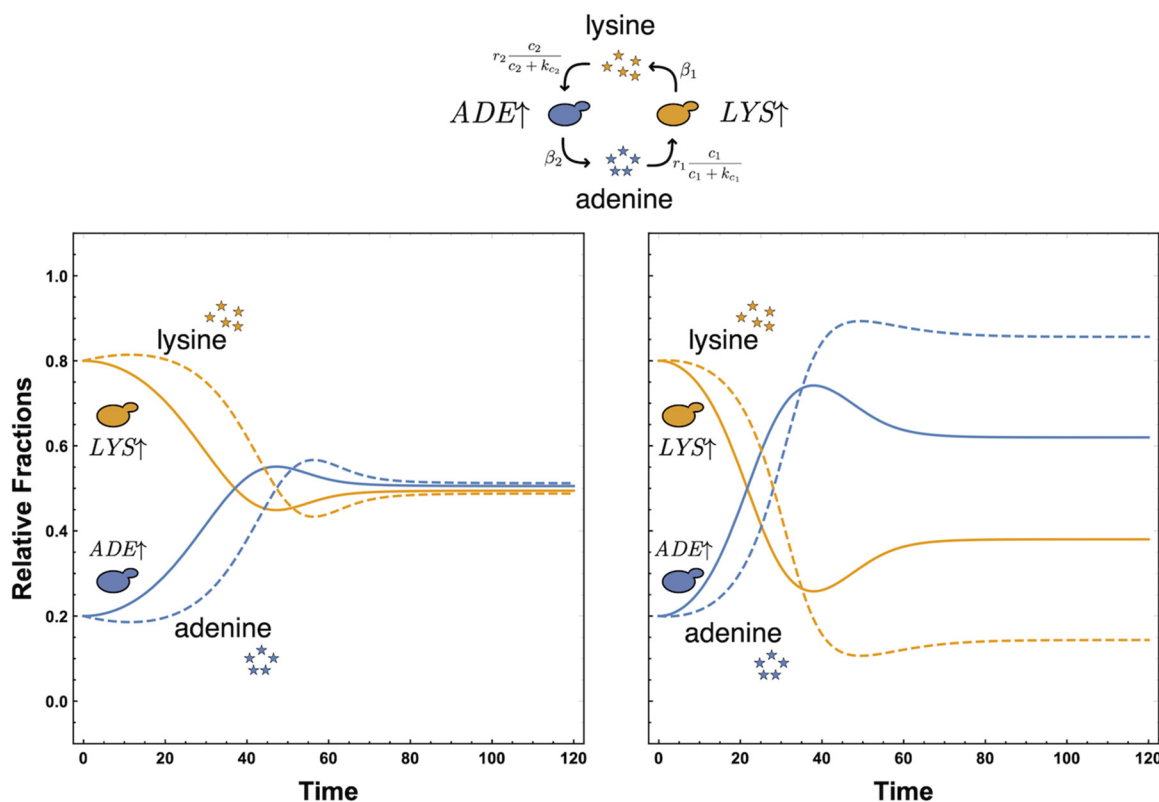 lysine
r₂ c₂ / (c₂ + k_c₂)
β₁
ADE↑
LYS↑
β₂
r₁ c₁ / (c₁ + k_c₁)
adenine
Relative Fractions
1.0
0.8
0.6
0.4
0.2
0.0
lysine
LYS↑
ADE↑
adenine
0 20 40 60 80 100 120
Time
lysine
LYS↑
ADE↑
adenine
0 20 40 60 80 100 120
Time